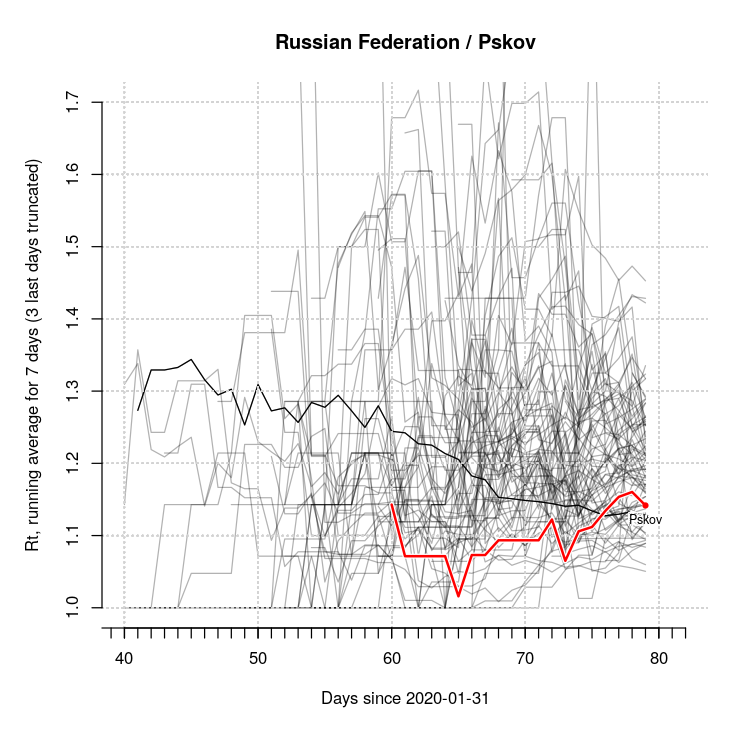 Russian Federation / Pskov
Rt, running average for 7 days (3 last days truncated)
1.7
1.6
1.5
1.4
1.3
1.2
1.1
1.0
Pskov
40 50 60 70 80
Days since 2020-01-31